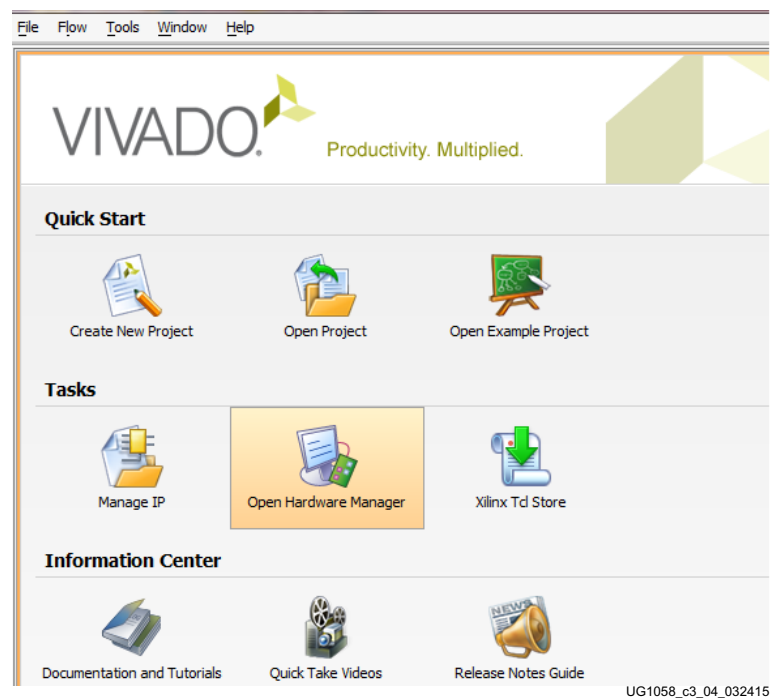 File Flow Tools Window Help
VIVADO.
Productivity. Multiplied.
Quick Start
Create New Project Open Project Open Example Project
Tasks
Manage IP Open Hardware Manager Xilinx Tcl Store
Information Center
NEWS
Documentation and Tutorials Quick Take Videos Release Notes Guide
UG1058_c3_04_032415